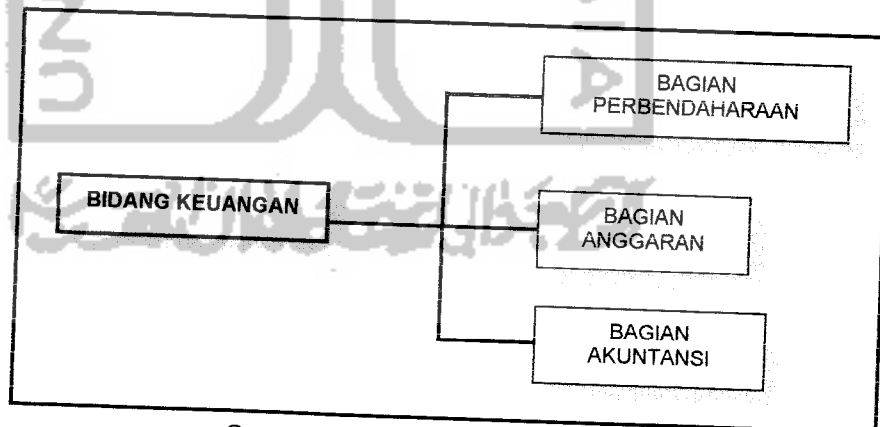 BAGIAN
PERBENDAHARAAN
BIDANG KEUANGAN
BAGIAN
ANGGARAN
BAGIAN
AKUNTANSI